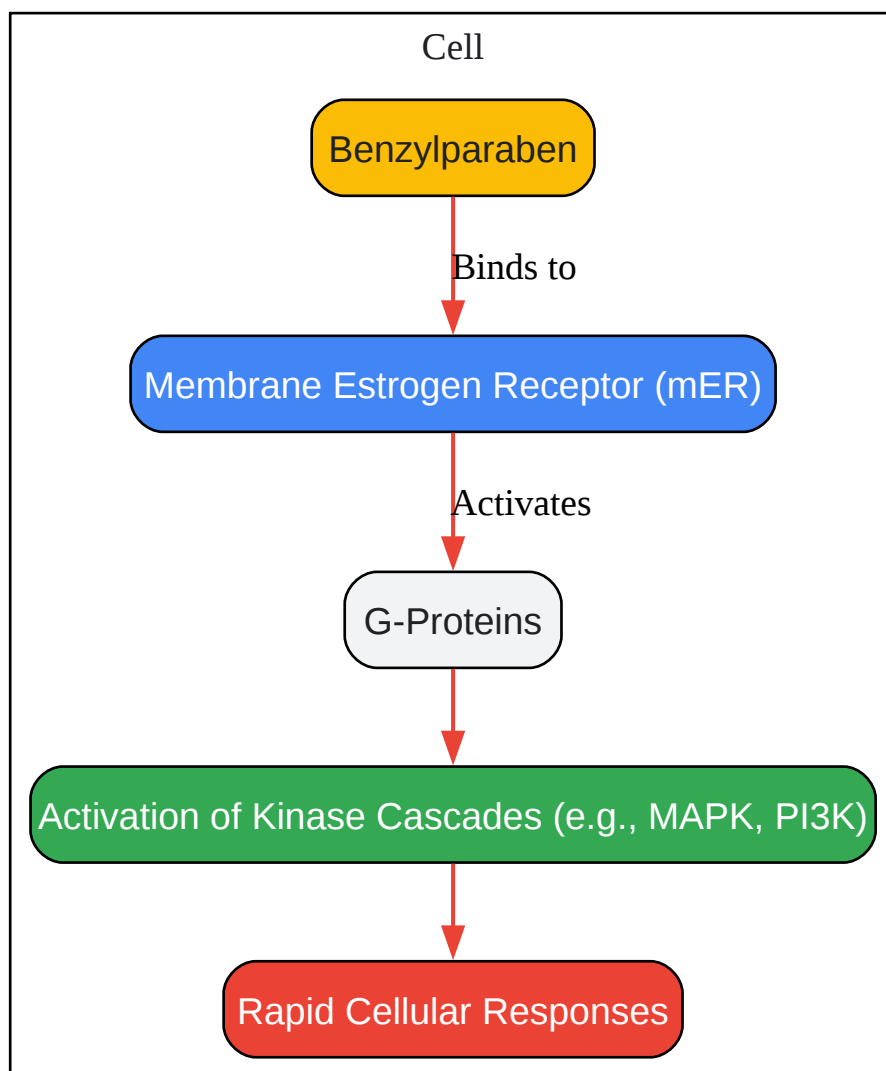 Cell
Benzylparaben
Binds to
Membrane Estrogen Receptor (mER)
Activates
G-Proteins
Activation of Kinase Cascades (e.g., MAPK, PI3K)
Rapid Cellular Responses